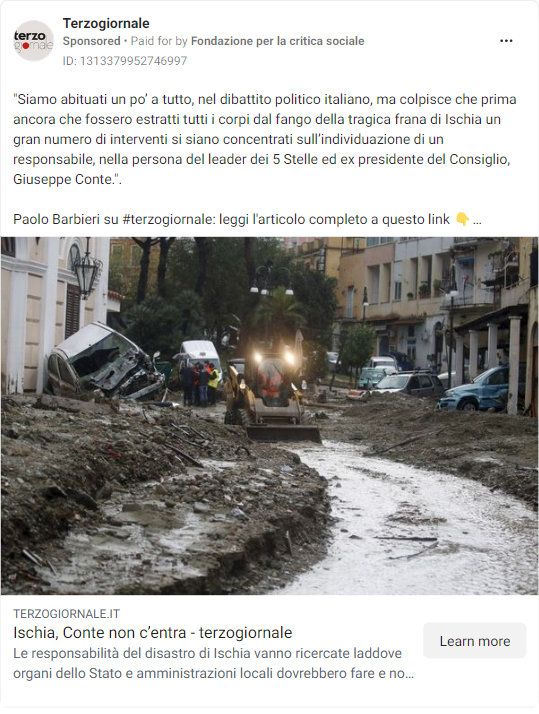 terzo
giornale
Terzogiornale
Sponsored • Paid for by Fondazione per la critica sociale
ID: 1313379952746997
"Siamo abituati un po’ a tutto, nel dibattito politico italiano, ma colpisce che prima
ancora che fossero estratti tutti i corpi dal fango della tragica frana di Ischia un
gran numero di interventi si siano concentrati sull’individuazione di un
responsabile, nella persona del leader dei 5 Stelle ed ex presidente del Consiglio,
Giuseppe Conte.".
Paolo Barbieri su #terzogiornale: leggi l'articolo completo a questo link 👇 ...
TERZOGIORNALE.IT
Ischia, Conte non c’entra - terzogiornale
Le responsabilità del disastro di Ischia vanno ricercate laddove
organi dello Stato e amministrazioni locali dovrebbero fare e no...
Learn more